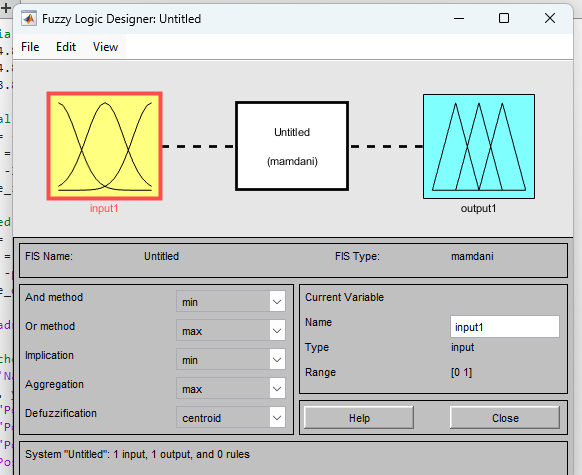 Fuzzy Logic Designer: Untitled
File Edit View
Untitled
(mamdani)
input1
output1
FIS Name: Untitled FIS Type: mamdani
And method min
Or method max
Implication min
Aggregation max
Defuzzification centroid
Current Variable
Name input1
Type input
Range [0 1]
Help Close
System "Untitled": 1 input, 1 output, and 0 rules